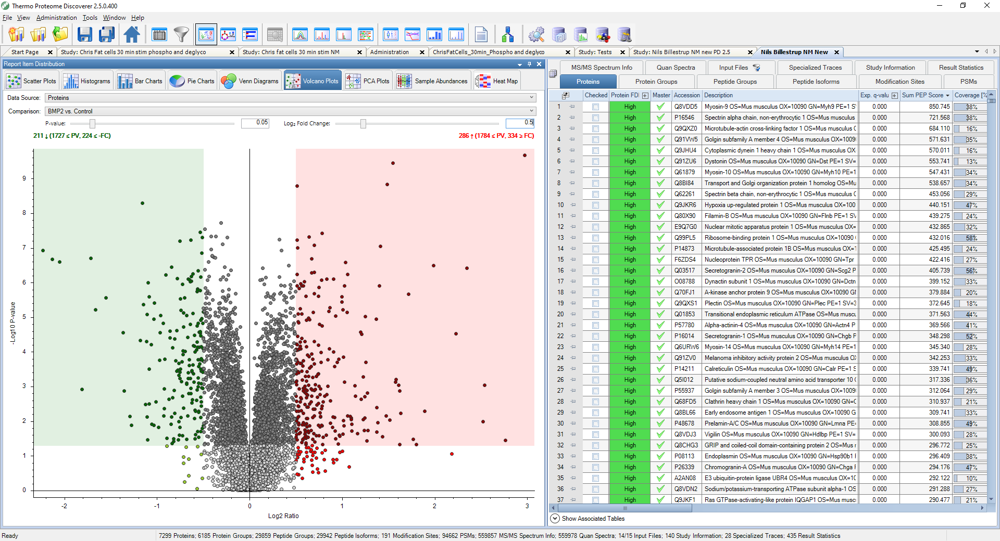 Thermo Proteome Discoverer 2.5.0.400
File View Administration Tools Window Help
Start Page
Study: Chris Fat cells 30 min stim phospho and deglyco
Study: Chris fat cells 30 min stim NM
Administration
ChrisFatCells_30min_Phospho and deglyco
Study: Tests
Study: Nils Billestrup NM new PD 2.5
Nils Billestrup NM New
Report Item Distribution
Scatter Plots
Histograms
Bar Charts
Pie Charts
Venn Diagrams
Volcano Plots
PCA Plots
Sample Abundances
Heat Map
Data Source: Proteins
Comparison: BMP2 vs. Control
P-value: 0.05 Log₂ Fold Change: 0.5
211 ↓ (1727 ≤ PV, 224 ≤ -FC)
286 ↑ (1784 ≤ PV, 334 ≥ FC)
-Log10 P-value
9
8
7
6
5
4
3
2
1
0
-2 -1 0 1 2 3
Log2 Ratio
MS/MS Spectrum Info Quan Spectra Input Files Specialized Traces Study Information Result Statistics
Proteins Protein Groups Peptide Groups Peptide Isoforms Modification Sites PSMs
Checked Protein FDI Master Accession Description Exp. q-valu Sum PEP Score Coverage [%
1 High Q8VDD5 Myosin-9 OS=Mus musculus OX=10090 GN=Myh9 PE=1 S 0.000 850.745 38%
2 High P16546 Spectrin alpha chain, non-erythrocytic 1 OS=Mus musculus 0.000 721.568 38%
3 High Q9QXZ0 Microtubule-actin cross-linking factor 1 OS=Mus musculus 0.000 684.110 16%
4 High Q91VW5 Golgin subfamily A member 4 OS=Mus musculus OX=1009 0.000 571.631 35%
5 High Q9JHU4 Cytoplasmic dynein 1 heavy chain 1 OS=Mus musculus OX 0.000 570.011 16%
6 High Q91ZU6 Dystonin OS=Mus musculus OX=10090 GN=Dst PE=1 SV= 0.000 553.741 13%
7 High Q61879 Myosin-10 OS=Mus musculus OX=10090 GN=Myh10 PE=1 0.000 547.431 34%
8 High Q8BI84 Transport and Golgi organization protein 1 homolog OS=Mu 0.000 538.657 34%
9 High Q62261 Spectrin beta chain, non-erythrocytic 1 OS=Mus musculus 0.000 453.056 29%
10 High Q9JKR6 Hypoxia up-regulated protein 1 OS=Mus musculus OX=100 0.000 440.151 47%
11 High Q80X90 Filamin-B OS=Mus musculus OX=10090 GN=Flnb PE=1 SV 0.000 439.275 24%
12 High E9Q7G0 Nuclear mitotic apparatus protein 1 OS=Mus musculus OX= 0.000 432.865 32%
13 High Q99PL5 Ribosome-binding protein 1 OS=Mus musculus OX=10090 0.000 432.016 58%
14 High P14873 Microtubule-associated protein 1B OS=Mus musculus OX=1 0.000 425.495 24%
15 High F6ZDS4 Nucleoprotein TPR OS=Mus musculus OX=10090 GN=Tpr 0.000 422.416 27%
16 High Q03517 Secretogranin-2 OS=Mus musculus OX=10090 GN=Scg2 P 0.000 405.739 56%
17 High O08788 Dynactin subunit 1 OS=Mus musculus OX=10090 GN=Dctn 0.000 399.152 33%
18 High Q70FJ1 A-kinase anchor protein 9 OS=Mus musculus OX=10090 G 0.000 379.884 20%
19 High Q9QXS1 Plectin OS=Mus musculus OX=10090 GN=Plec PE=1 SV=3 0.000 372.645 18%
20 High Q01853 Transitional endoplasmic reticulum ATPase OS=Mus muscu 0.000 371.563 44%
21 High P57780 Alpha-actinin-4 OS=Mus musculus OX=10090 GN=Actn4 P 0.000 369.566 41%
22 High P16014 Secretogranin-1 OS=Mus musculus OX=10090 GN=Chgb P 0.000 348.298 52%
23 High Q6URW6 Myosin-14 OS=Mus musculus OX=10090 GN=Myh14 PE=1 0.000 345.340 28%
24 High Q91ZV0 Melanoma inhibitory activity protein 2 OS=Mus musculus O 0.000 342.253 33%
25 High P14211 Calreticulin OS=Mus musculus OX=10090 GN=Calr PE=1 S 0.000 339.741 49%
26 High Q5I012 Putative sodium-coupled neutral amino acid transporter 10 0.000 317.336 36%
27 High P55937 Golgin subfamily A member 3 OS=Mus musculus OX=1009 0.000 312.064 29%
28 High Q68FD5 Clathrin heavy chain 1 OS=Mus musculus OX=10090 GN=C 0.000 310.937 21%
29 High Q8BL66 Early endosome antigen 1 OS=Mus musculus OX=10090 G 0.000 309.741 33%
30 High P48678 Prelamin-A/C OS=Mus musculus OX=10090 GN=Lmna PE= 0.000 308.855 49%
31 High Q8VDJ3 Vigilin OS=Mus musculus OX=10090 GN=Hdlbp PE=1 SV= 0.000 300.093 28%
32 High Q8CHG3 GRIP and coiled-coil domain-containing protein 2 OS=Mus 0.000 296.772 25%
33 High P08113 Endoplasmin OS=Mus musculus OX=10090 GN=Hsp90b1 0.000 296.409 38%
34 High P26339 Chromogranin-A OS=Mus musculus OX=10090 GN=Chga 0.000 294.176 47%
35 High A2AN08 E3 ubiquitin-protein ligase UBR4 OS=Mus musculus OX=10 0.000 292.122 10%
36 High Q8VDN2 Sodium/potassium-transporting ATPase subunit alpha-1 OS 0.000 291.288 27%
37 High Q9JKF1 Ras GTPase-activating-like protein IQGAP1 OS=Mus musc 0.000 290.477 21%
Show Associated Tables
Ready 7299 Proteins; 6185 Protein Groups; 29859 Peptide Groups; 29942 Peptide Isoforms; 191 Modification Sites; 94662 PSMs; 559857 MS/MS Spectrum Info; 559978 Quan Spectra; 14/15 Input Files; 140 Study Information; 28 Specialized Traces; 435 Result Statistics